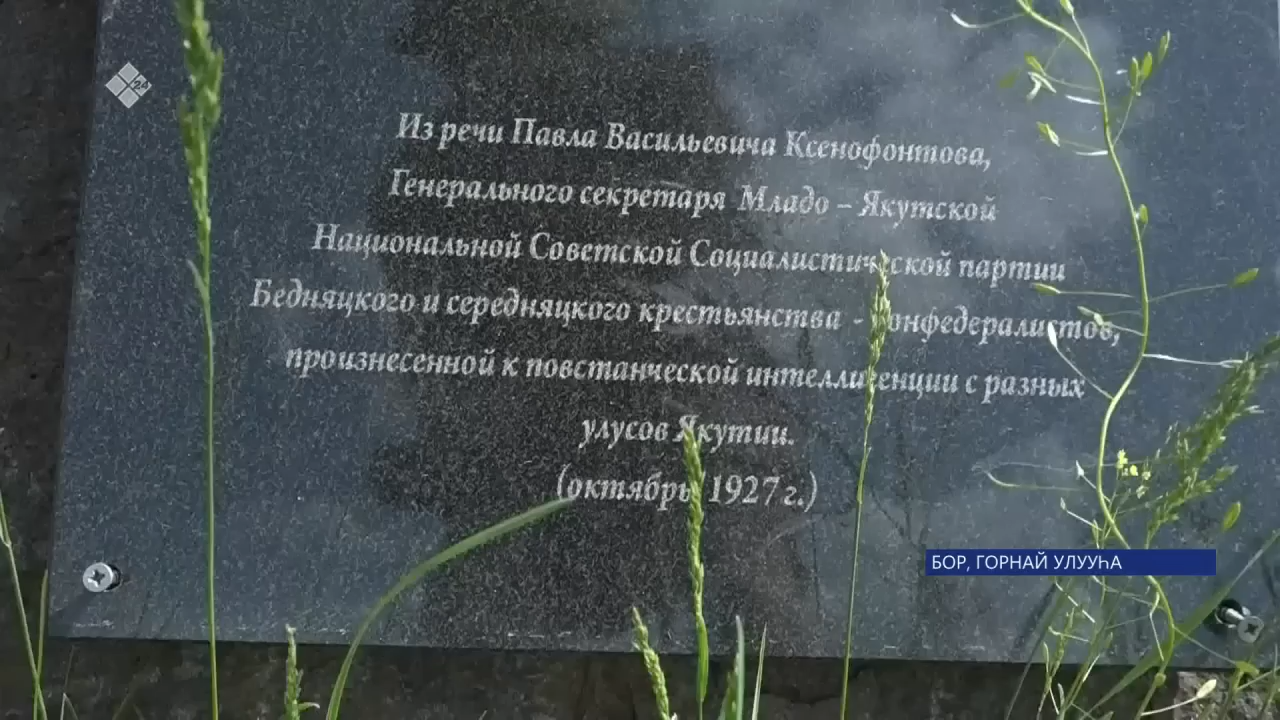 24
Из речи Павла Васильевича Ксенофонтова,
Генерального секретаря Младо – Якутской
Национальной Советской Социалистической партии
Бедняцкого и середняцкого крестьянства - конфедералистов,
произнесенной к повстанческой интеллигенции с разных
улусов Якутии.
(октябрь 1927 г.)
БОР, ГОРНАЙ УЛУУҺА